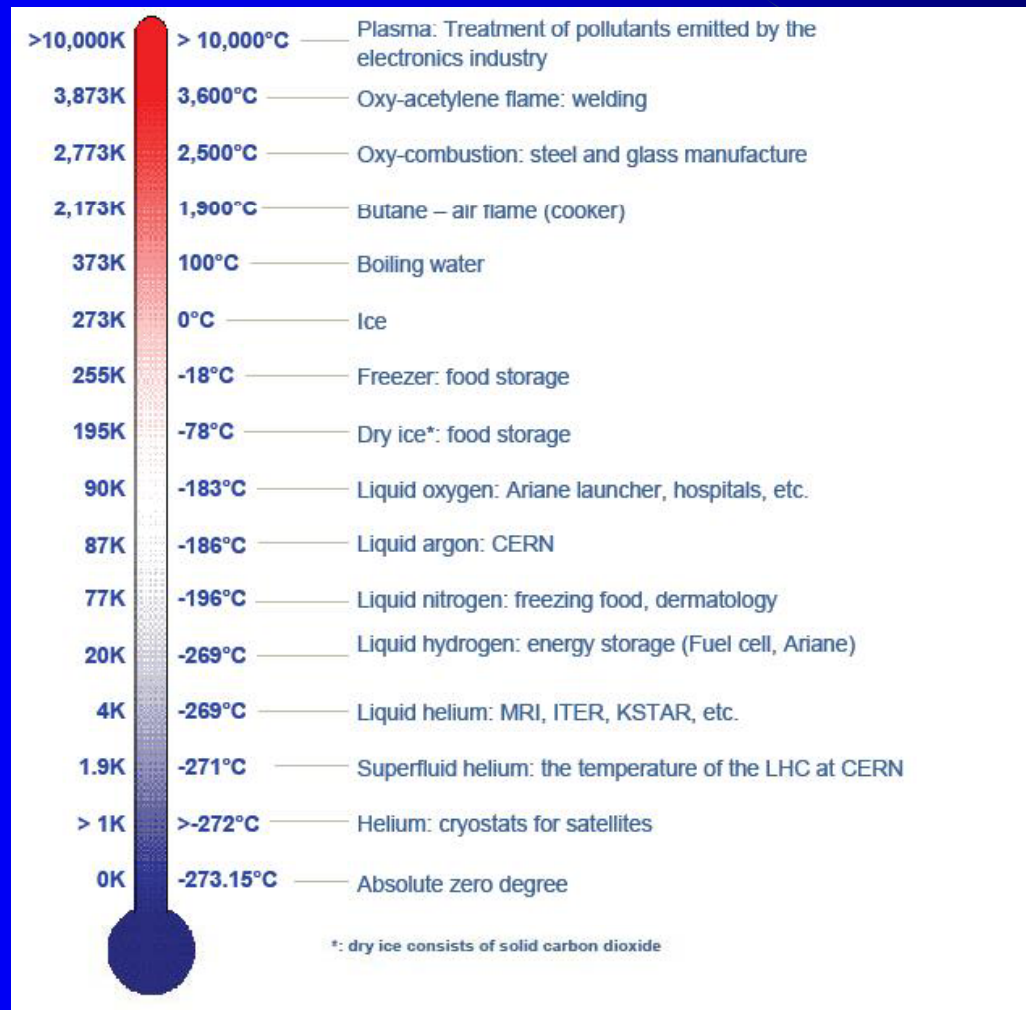 >10,000K > 10,000°C Plasma: Treatment of pollutants emitted by the
electronics industry
3,873K 3,600°C Oxy-acetylene flame: welding
2,773K 2,500°C Oxy-combustion: steel and glass manufacture
2,173K 1,900°C Butane – air flame (cooker)
373K 100°C Boiling water
273K 0°C Ice
255K -18°C Freezer: food storage
195K -78°C Dry ice*: food storage
90K -183°C Liquid oxygen: Ariane launcher, hospitals, etc.
87K -186°C Liquid argon: CERN
77K -196°C Liquid nitrogen: freezing food, dermatology
20K -269°C Liquid hydrogen: energy storage (Fuel cell, Ariane)
4K -269°C Liquid helium: MRI, ITER, KSTAR, etc.
1.9K -271°C Superfluid helium: the temperature of the LHC at CERN
> 1K >-272°C Helium: cryostats for satellites
0K -273.15°C Absolute zero degree
*: dry ice consists of solid carbon dioxide